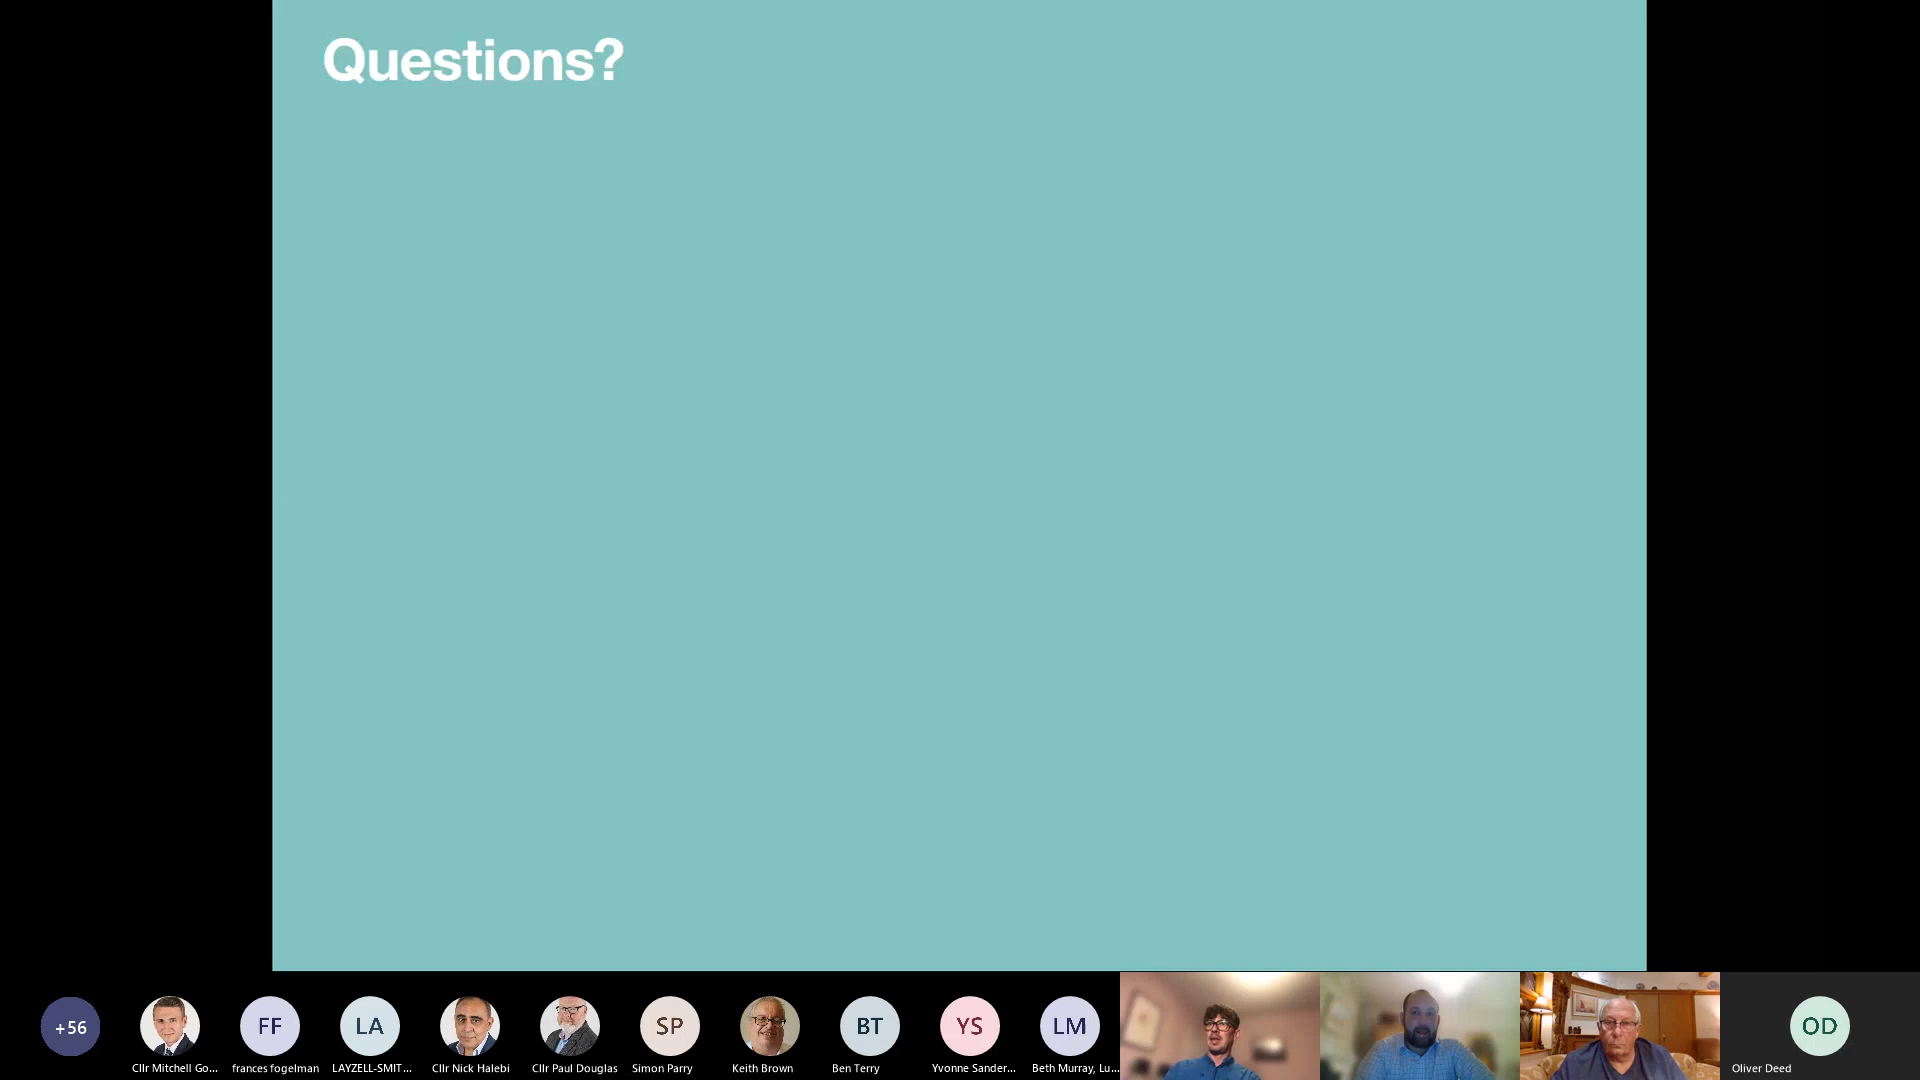 Questions?
+56
FF
LA
SP
BT
YS
LM
OD
Cllr Mitchell Go...
frances fogelman
LAYZELL-SMIT...
Cllr Nick Halebi
Cllr Paul Douglas
Simon Parry
Keith Brown
Ben Terry
Yvonne Sander...
Beth Murray, Lu...
Oliver Deed